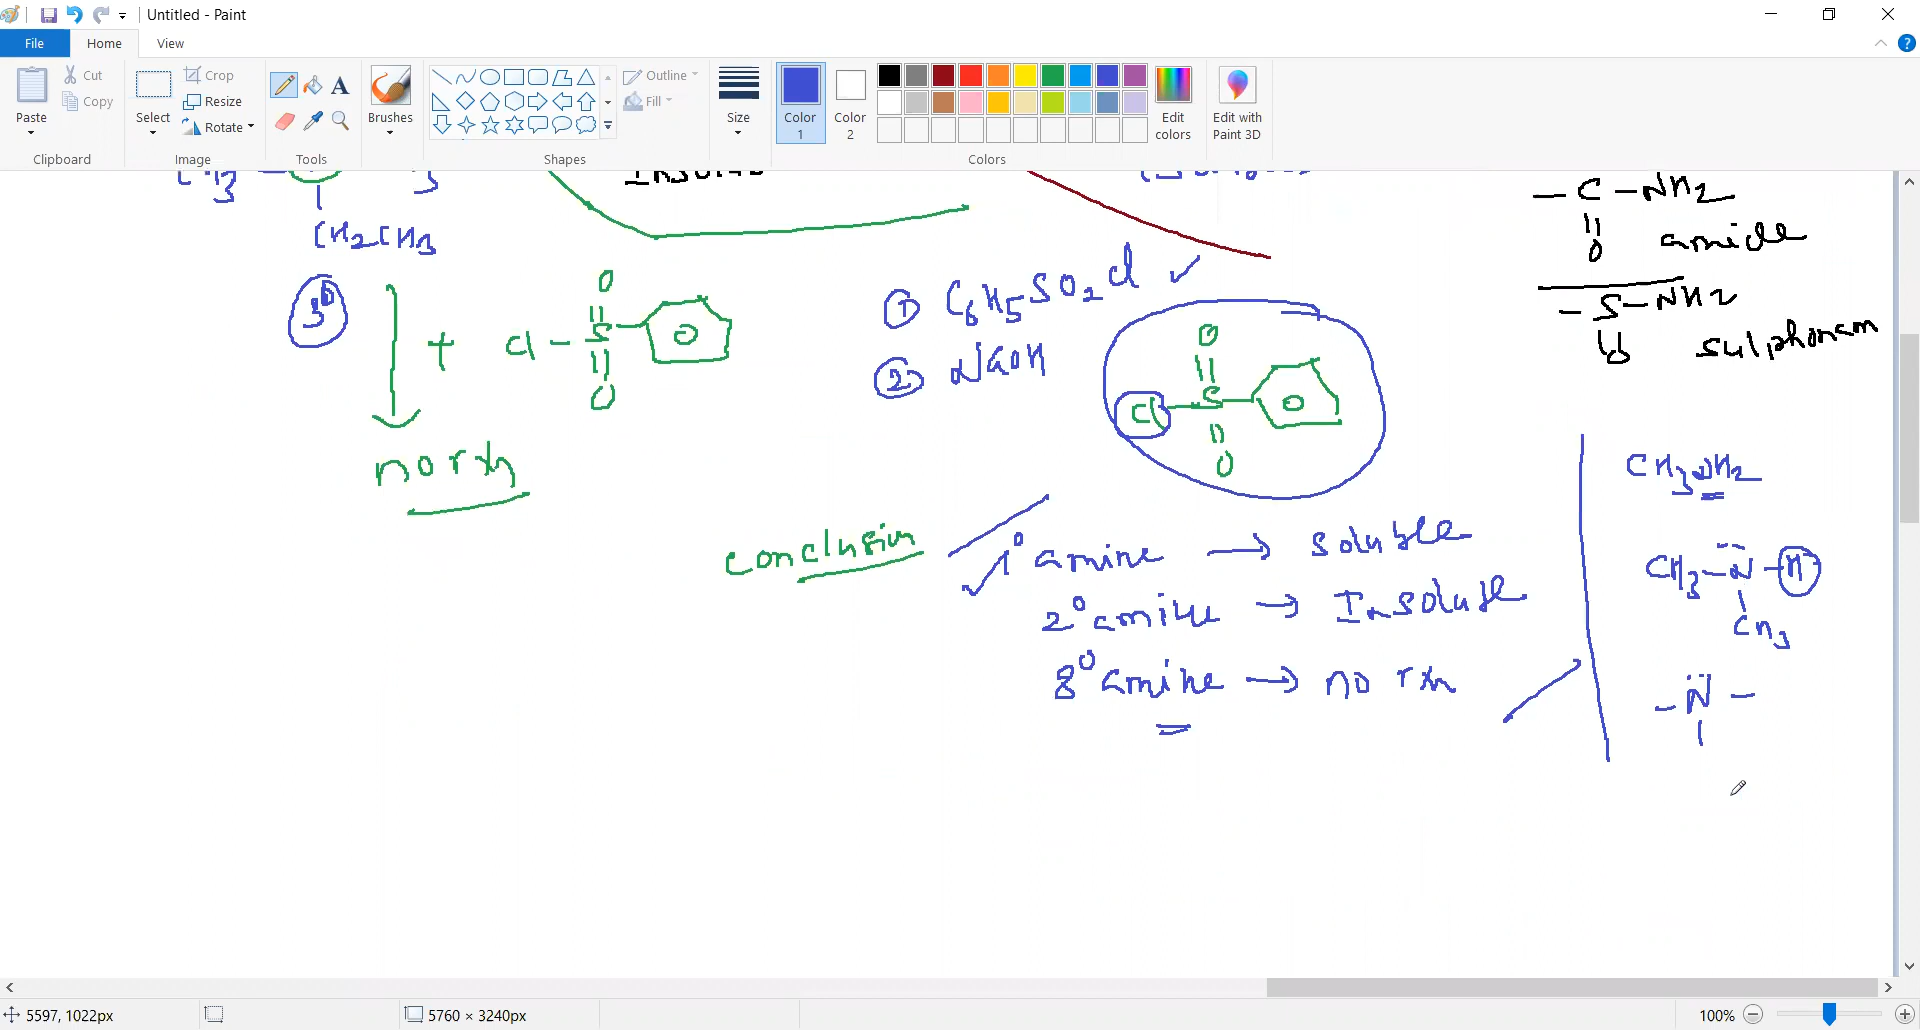 Untitled - Paint
File
Home
View
Paste
Cut
Copy
Clipboard
Select
Crop
Resize
Rotate
Image
A
Tools
Brushes
Shapes
Outline
Fill
Size
Color
1
Color
2
Edit
colors
Colors
Edit with
Paint 3D
CH2CH3
3°
+
Cl - S
O
O
no rxn
① C6H5SO2Cl ✓
② NaOH
O
Cl - S
O
- C - NH2
O
amide
- S - NH2
sulphonam
conclusion
1° amine → soluble
2° amine → Insoluble
3° amine → no rxn
CH3NH2
CH3 - N - H
CH3
- N -
5597, 1022px
5760 × 3240px
100%